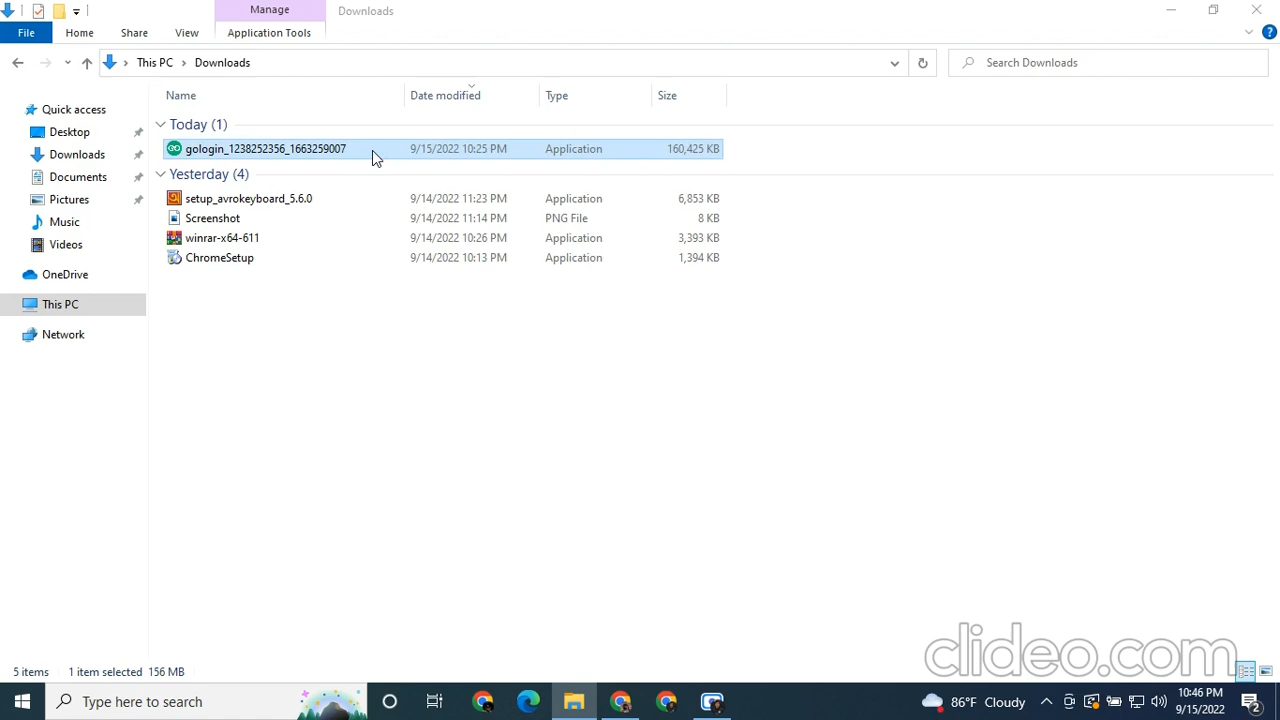 Manage
Downloads
File
Home
Share
View
Application Tools
This PC
Downloads
Search Downloads
Name
Date modified
Type
Size
Quick access
Desktop
Downloads
Documents
Pictures
Music
Videos
OneDrive
This PC
Network
Today (1)
gologin_1238252356_1663259007 9/15/2022 10:25 PM Application 160,425 KB
Yesterday (4)
setup_avrokeyboard_5.6.0 9/14/2022 11:23 PM Application 6,853 KB
Screenshot 9/14/2022 11:14 PM PNG File 8 KB
winrar-x64-611 9/14/2022 10:26 PM Application 3,393 KB
ChromeSetup 9/14/2022 10:13 PM Application 1,394 KB
clideo.com
5 items 1 item selected 156 MB
Type here to search
86°F Cloudy
10:46 PM
9/15/2022
2